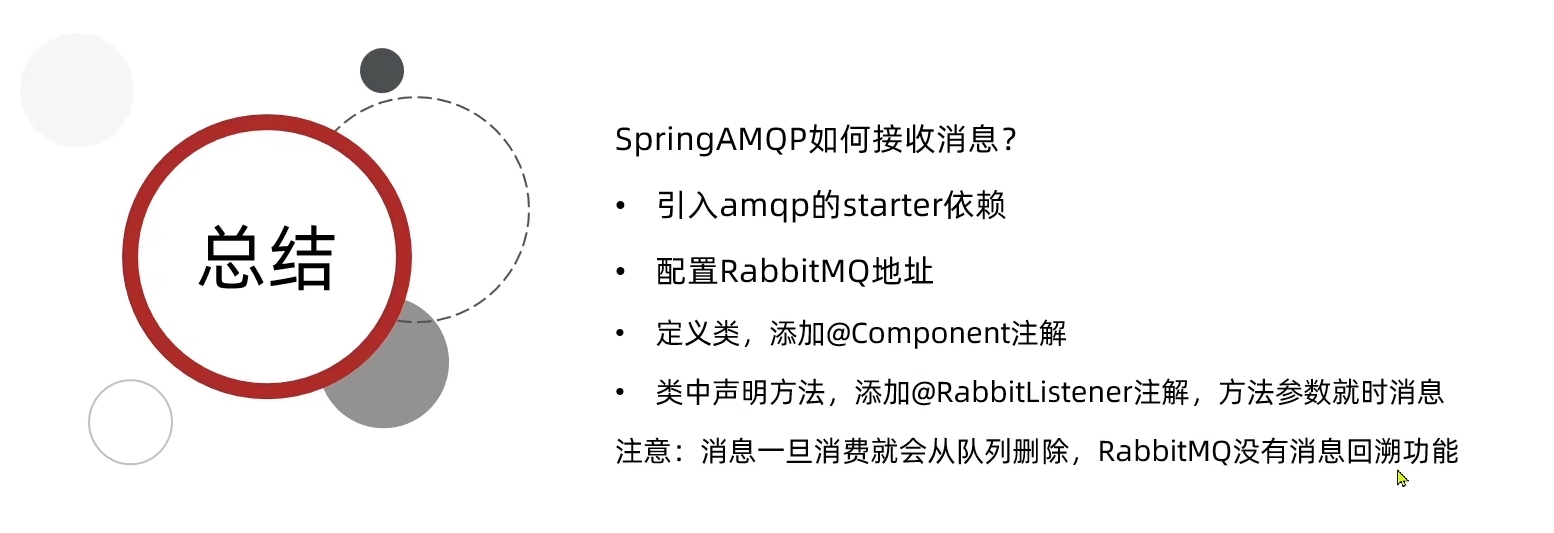 总结
SpringAMQP如何接收消息？
• 引入amqp的starter依赖
• 配置RabbitMQ地址
• 定义类，添加@Component注解
• 类中声明方法，添加@RabbitListener注解，方法参数就时消息
注意：消息一旦消费就会从队列删除，RabbitMQ没有消息回溯功能